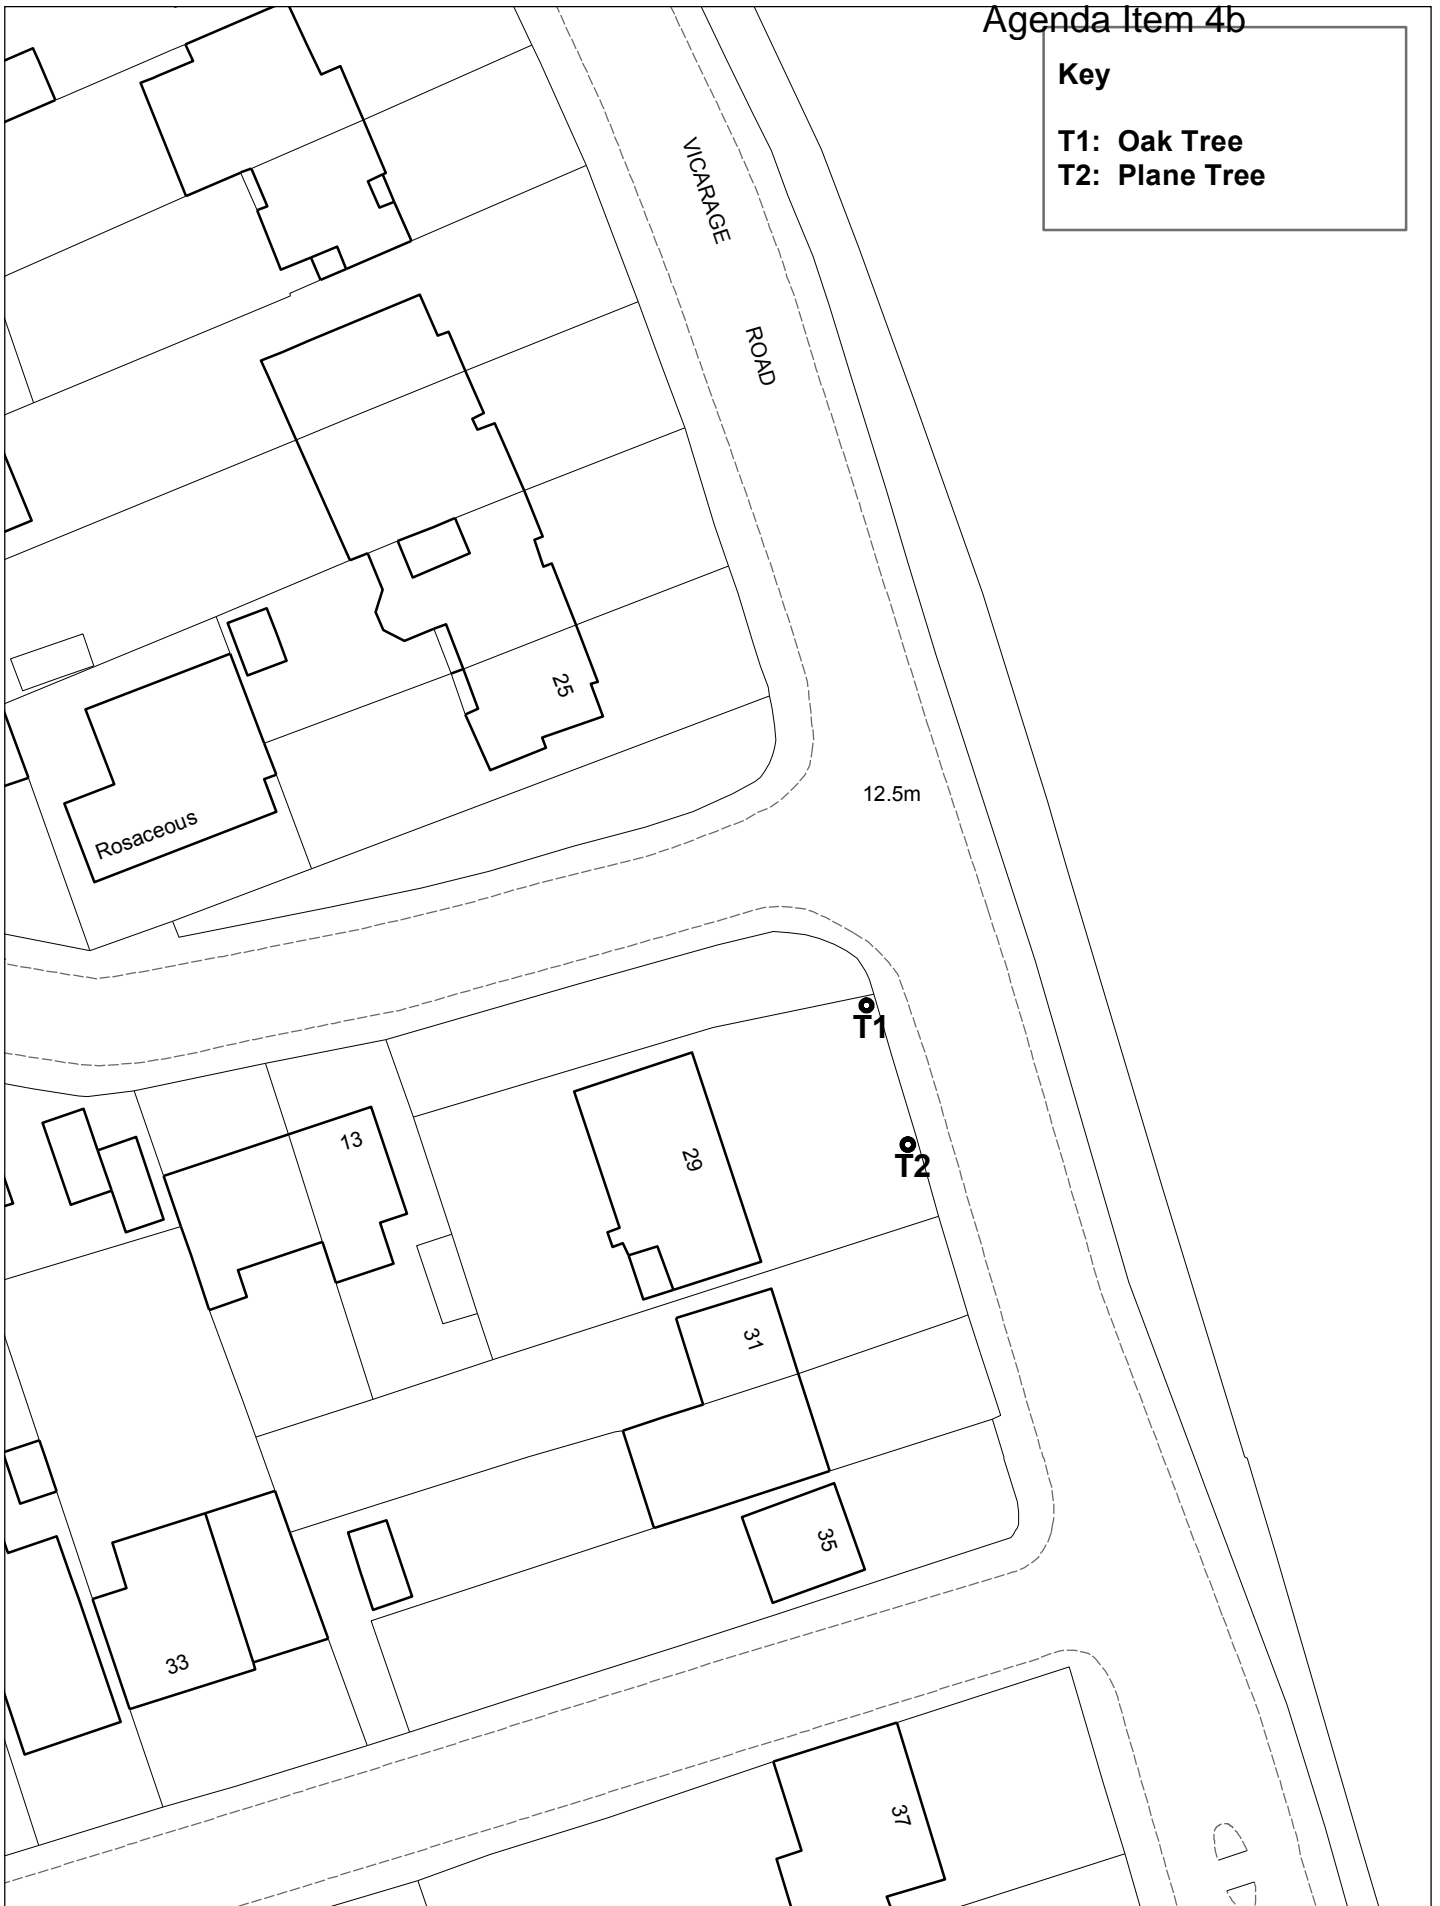 Agenda Item 4b
Key
T1: Oak Tree
T2: Plane Tree
VICARAGE
ROAD
25
12.5m
Rosaceous
T1
13
29
T2
31
35
33
37